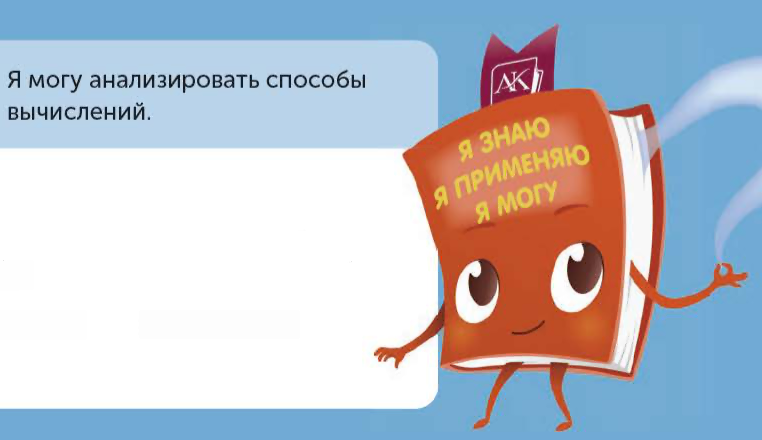 Я могу анализировать способы
вычислений.
АК
Я ЗНАЮ
Я ПРИМЕНЯЮ
Я МОГУ